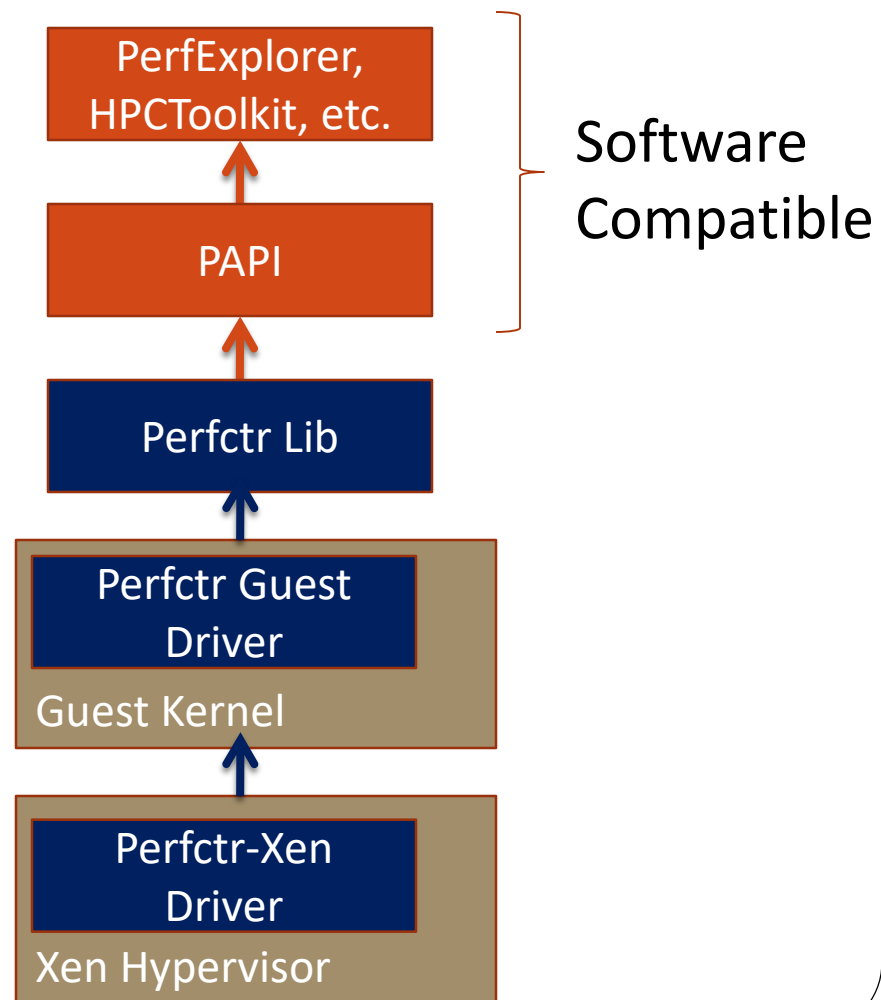 PerfExplorer,
HPCToolkit, etc.
Software
Compatible
PAPI
Perfctr Lib
Perfctr Guest
Driver
Guest Kernel
Perfctr-Xen
Driver
Xen Hypervisor